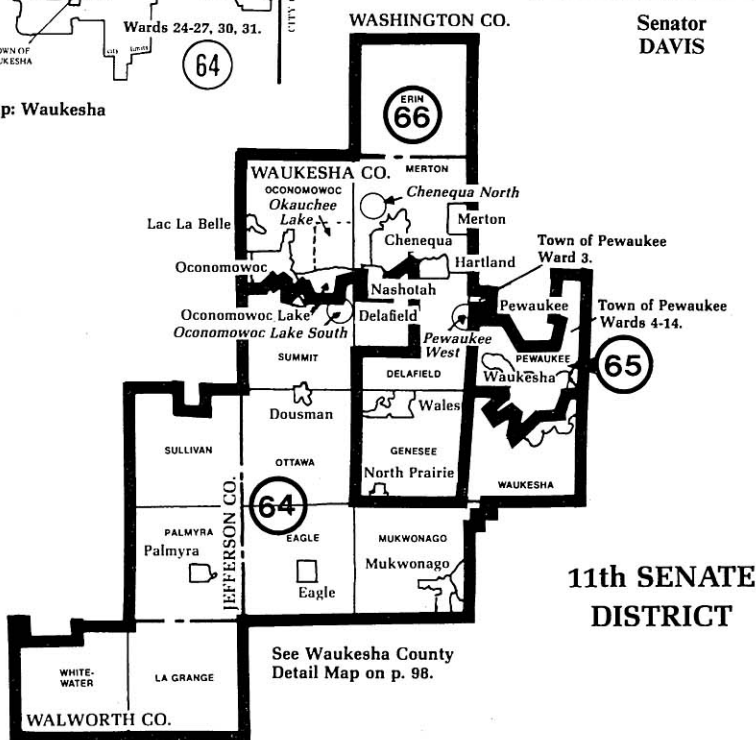 WASHINGTON CO.
Senator
DAVIS
Wards 24-27, 30, 31.
64
OWN OF
UKESHA
p: Waukesha
CITY
ERIN
66
WAUKESHA CO.
MERTON
OCONOMOWOC
Okauchee
Lake
Chenequa North
Lac La Belle
Merton
Chenequa
Town of Pewaukee
Ward 3.
Oconomowoc
Hartland
Nashotah
Pewaukee
Town of Pewaukee
Wards 4-14.
Oconomowoc Lake
Delafield
Oconomowoc Lake South
Pewaukee
West
SUMMIT
PEWAUKEE
65
Waukesha
DELAFIELD
Dousman
Wales
SULLIVAN
OTTAWA
GENESEE
North Prairie
WAUKESHA
64
JEFFERSON CO.
PALMYRA
Palmyra
EAGLE
MUKWONAGO
Mukwonago
Eagle
11th SENATE
DISTRICT
See Waukesha County
Detail Map on p. 98.
WHITE-
WATER
LA GRANGE
WALWORTH CO.